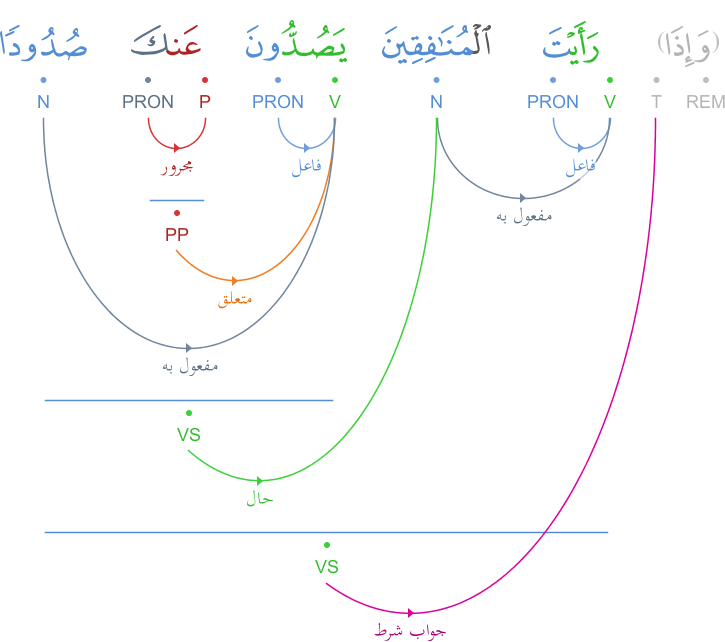 (وَإِذَا) رَأَيْتَ ٱلْمُنَٰفِقِينَ يَصُدُّونَ عَنكَ صُدُودًا
REM T V PRON N V PRON P PRON N
فاعل فاعل مجرور
مفعول به
PP
متعلق
مفعول به
VS
حال
VS
جواب شرط